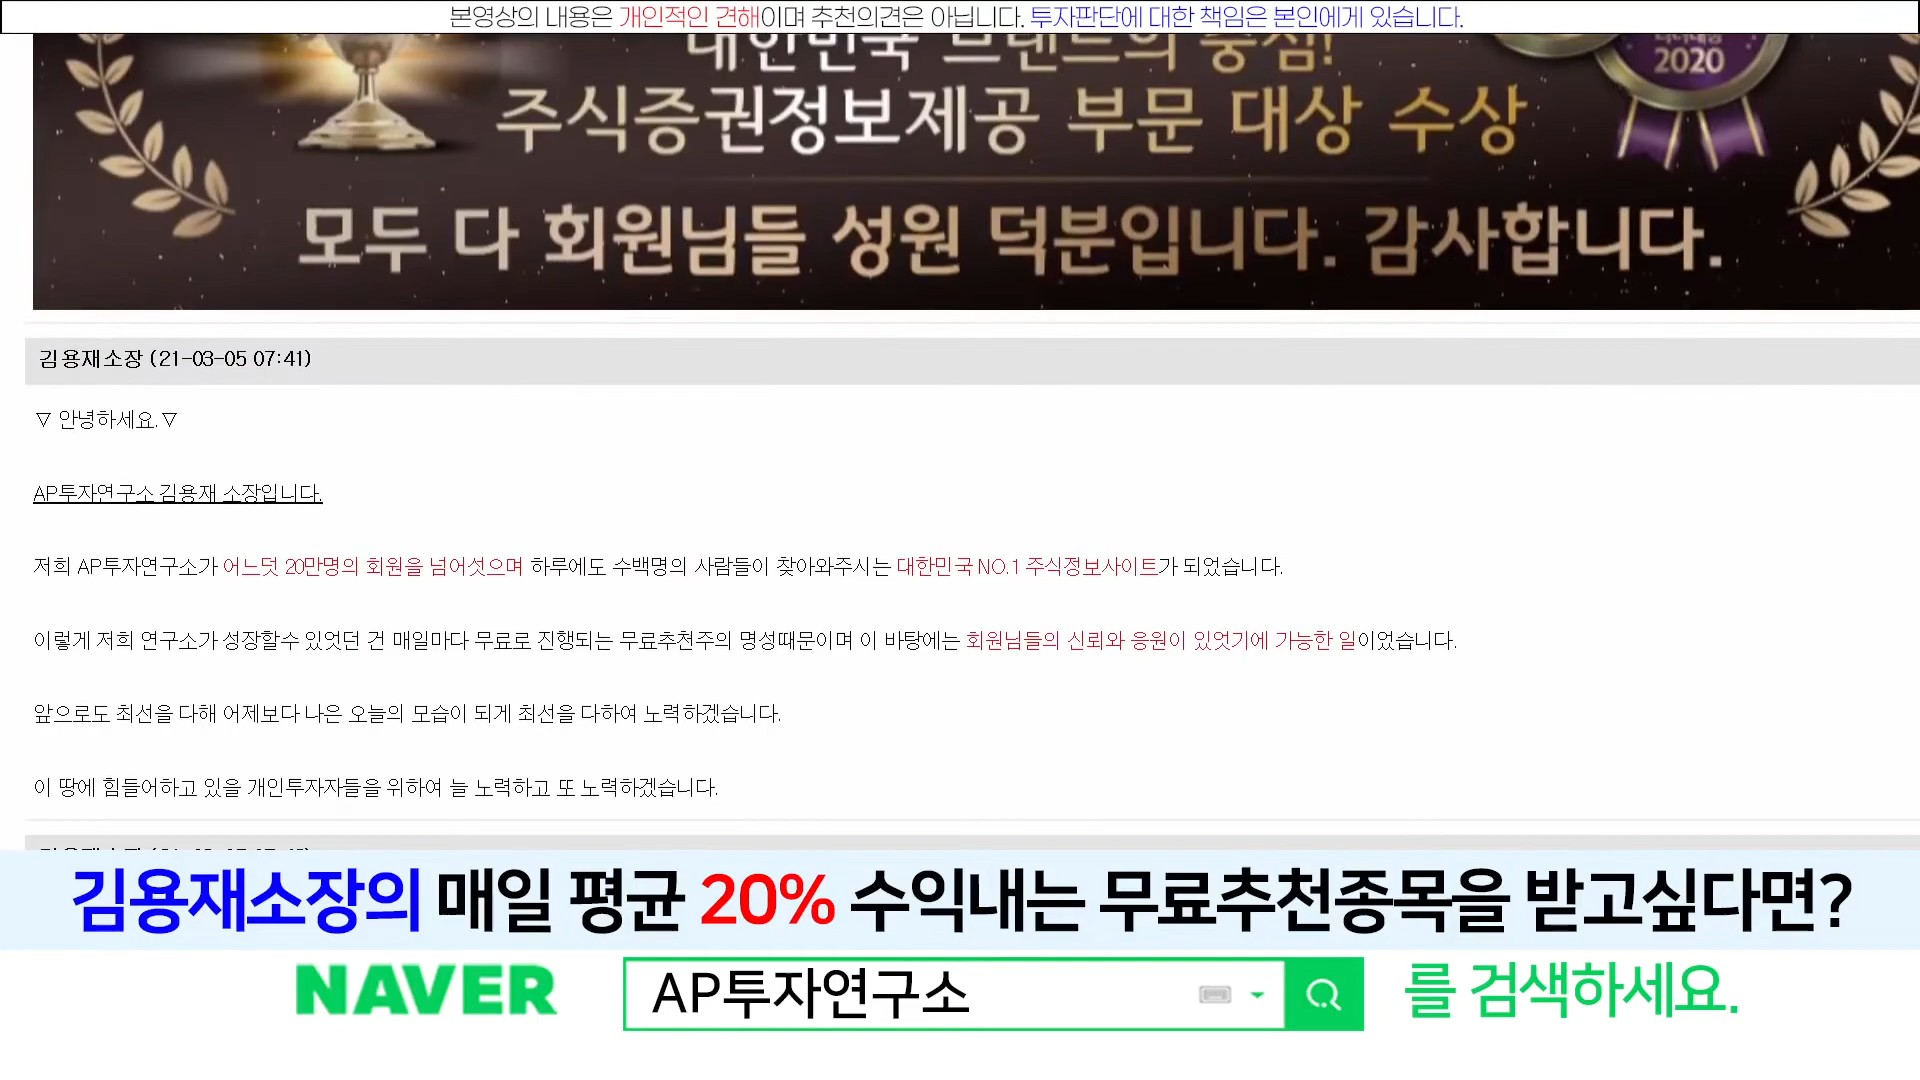 본영상의 내용은 개인적인 견해이며 추천의견은 아닙니다. 투자판단에 대한 책임은 본인에게 있습니다.
대한민국 브랜드의 중심!
2020
주식증권정보제공 부문 대상 수상
모두 다 회원님들 성원 덕분입니다. 감사합니다.
김용재소장 (21-03-05 07:41)
▽ 안녕하세요.▽
AP투자연구소 김용재 소장입니다.
저희 AP투자연구소가 어느덧 20만명의 회원을 넘어섯으며 하루에도 수백명의 사람들이 찾아와주시는 대한민국 NO.1 주식정보사이트가 되었습니다.
이렇게 저희 연구소가 성장할수 있엇던 건 매일마다 무료로 진행되는 무료추천주의 명성때문이며 이 바탕에는 회원님들의 신뢰와 응원이 있엇기에 가능한 일이었습니다.
앞으로도 최선을 다해 어제보다 나은 오늘의 모습이 되게 최선을 다하여 노력하겠습니다.
이 땅에 힘들어하고 있을 개인투자자들을 위하여 늘 노력하고 또 노력하겠습니다.
김용재소장의 매일 평균 20% 수익내는 무료추천종목을 받고싶다면?
NAVER AP투자연구소 를 검색하세요.